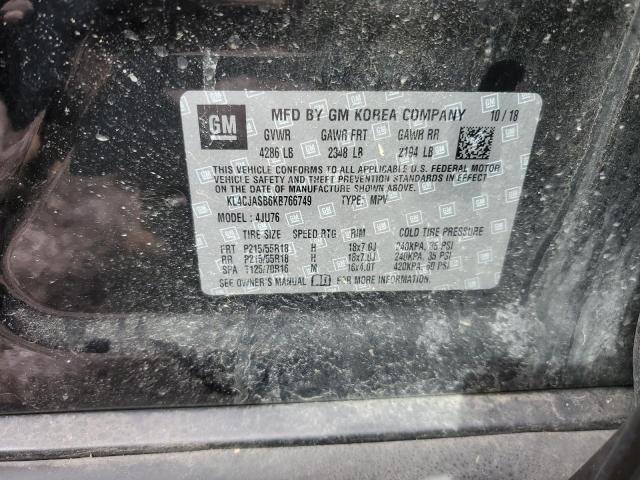 GM
MFD BY GM KOREA COMPANY 10/18
GVWR GAWR FRT GAWR RR
4286 LB 2348 LB 2194 LB
THIS VEHICLE CONFORMS TO ALL APPLICABLE U.S. FEDERAL MOTOR
VEHICLE SAFETY, BUMPER, AND THEFT PREVENTION STANDARDS IN
EFFECT ON THE DATE OF MANUFACTURE SHOWN ABOVE.
KL4CJASB6KB766749 TYPE: MPV
MODEL: 4JU76
TIRE SIZE SPEED RTG RIM COLD TIRE PRESSURE
FRT P215/55R18 H 18x7.0J 240KPA, 35 PSI
RR P215/55R18 H 18x7.0J 240KPA, 35 PSI
SPA T125/70R16 M 16x4.0T 420KPA, 60 PSI
SEE OWNER'S MANUAL FOR MORE INFORMATION.